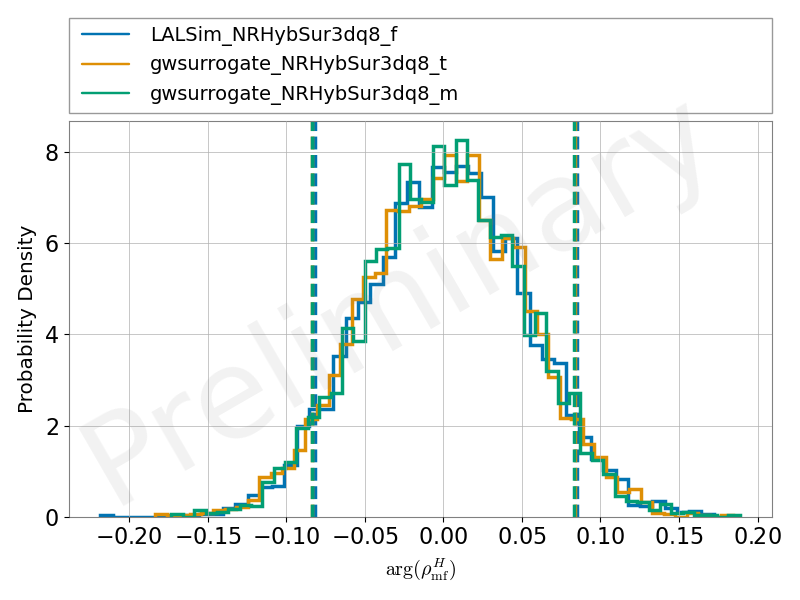 LALSim_NRHybSur3dq8_f
gwsurrogate_NRHybSur3dq8_t
gwsurrogate_NRHybSur3dq8_m
Preliminary
Probability Density
8
6
4
2
0
−0.20 −0.15 −0.10 −0.05 0.00 0.05 0.10 0.15 0.20
arg(ρ^H_mf)